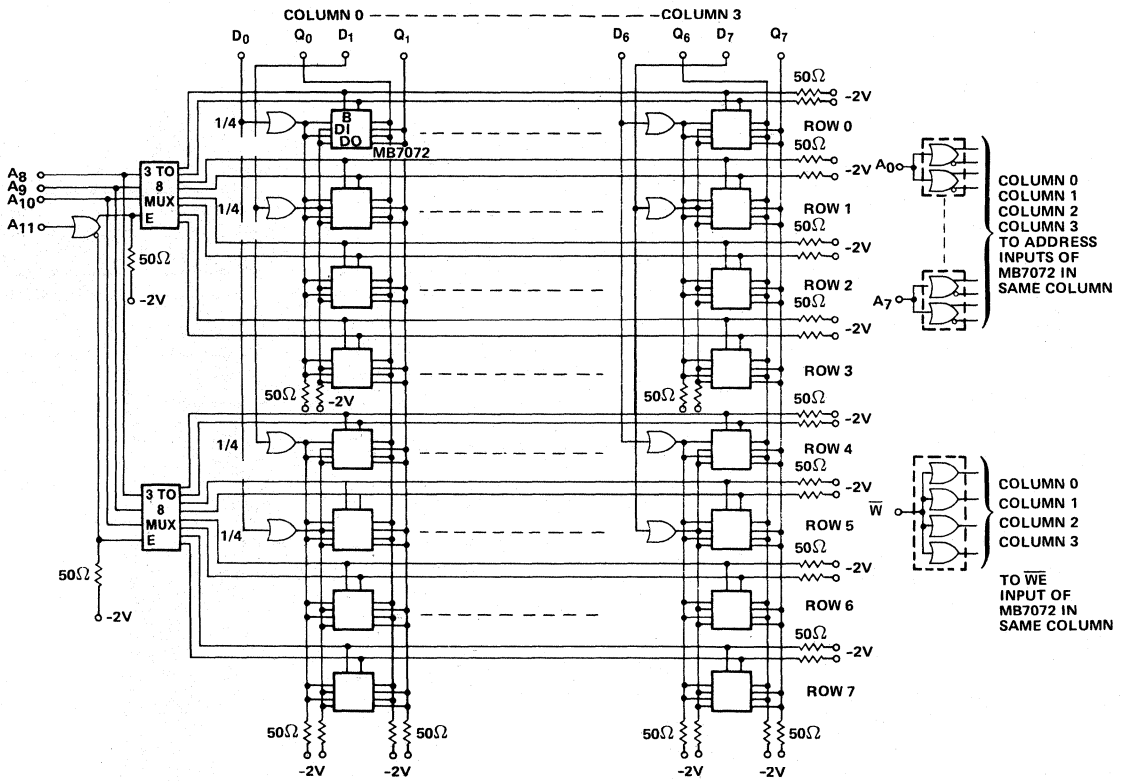 COLUMN 0 COLUMN 3
D0 Q0 D1 Q1 D6 Q6 D7 Q7
50Ω
-2V
1/4
B
DI
DO
MB7072
ROW 0
50Ω
-2V
A8
A9
A10
A11
3 TO
8
MUX
E
1/4
ROW 1
50Ω
-2V
50Ω
-2V
ROW 2
50Ω
-2V
ROW 3
50Ω
-2V
50Ω
-2V
1/4
ROW 4
50Ω
-2V
3 TO
8
MUX
E
1/4
ROW 5
50Ω
-2V
50Ω
-2V
ROW 6
50Ω
-2V
ROW 7
50Ω 50Ω 50Ω
-2V -2V -2V -2V
A0
A7
COLUMN 0
COLUMN 1
COLUMN 2
COLUMN 3
TO ADDRESS
INPUTS OF
MB7072 IN
SAME COLUMN
W̅
COLUMN 0
COLUMN 1
COLUMN 2
COLUMN 3
TO W̅E̅
INPUT OF
MB7072 IN
SAME COLUMN